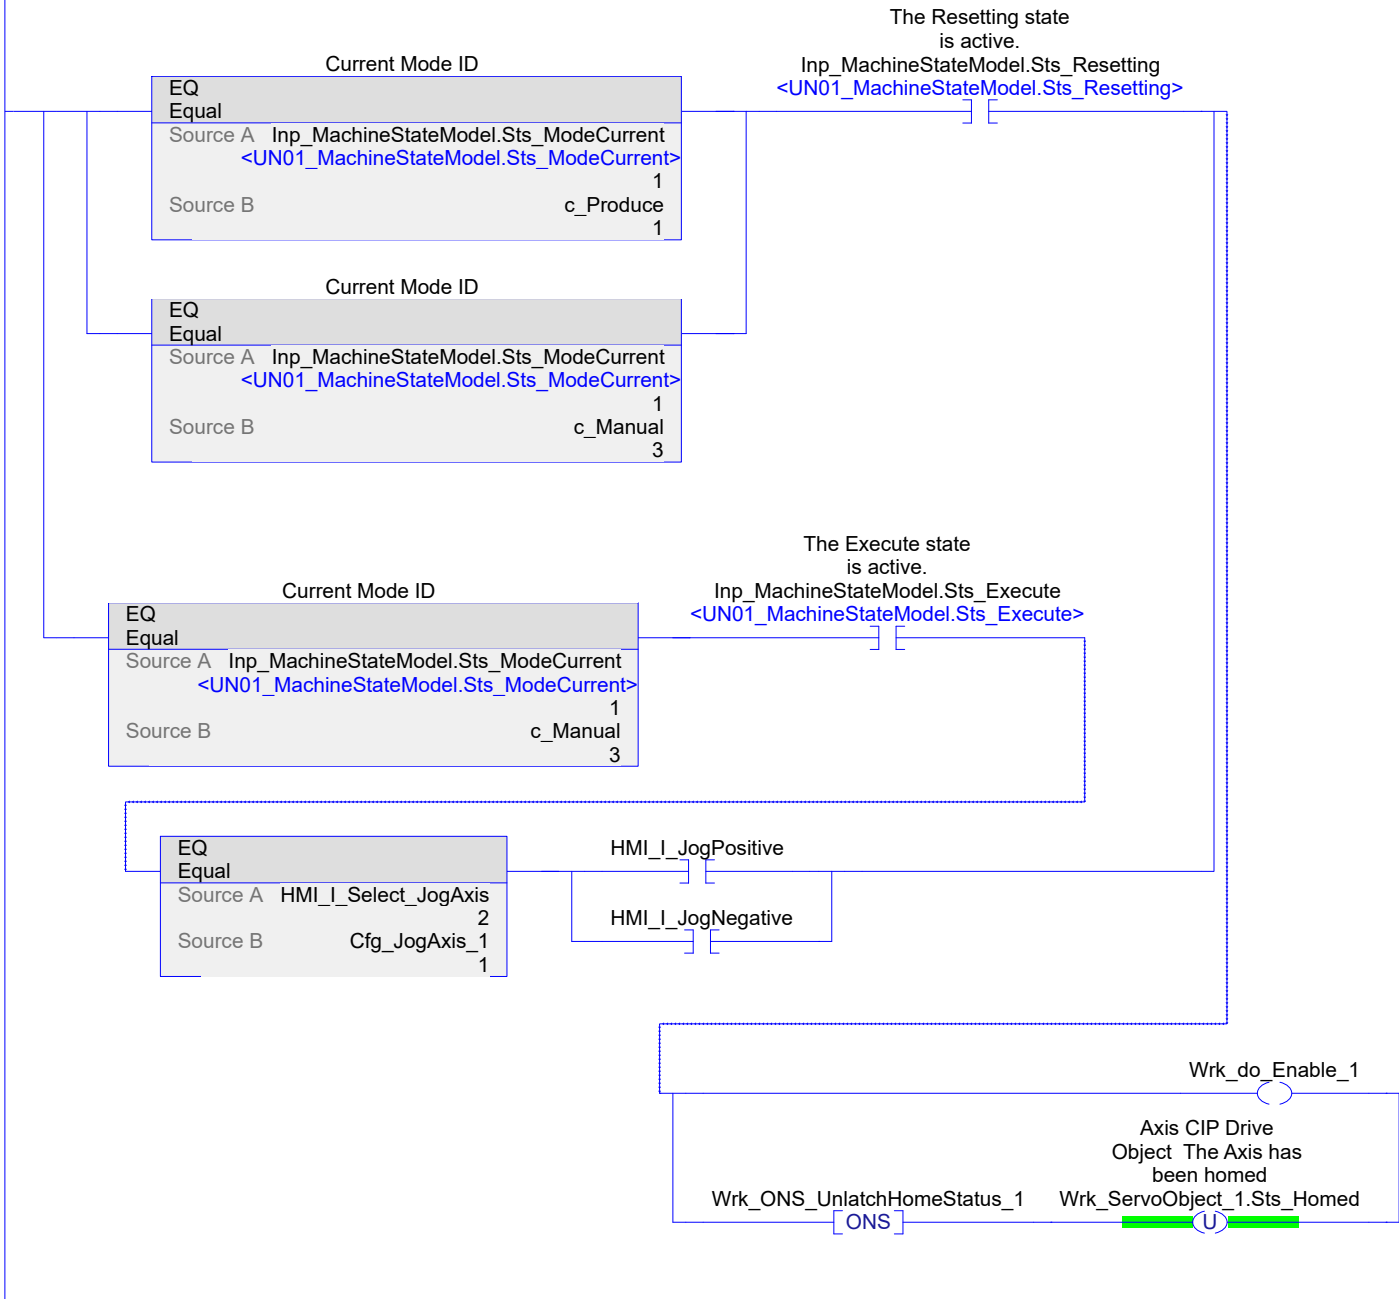 The Resetting state
is active.
Inp_MachineStateModel.Sts_Resetting
<UN01_MachineStateModel.Sts_Resetting>
Current Mode ID
EQ
Equal
Source A Inp_MachineStateModel.Sts_ModeCurrent
<UN01_MachineStateModel.Sts_ModeCurrent>
1
Source B c_Produce
1
Current Mode ID
EQ
Equal
Source A Inp_MachineStateModel.Sts_ModeCurrent
<UN01_MachineStateModel.Sts_ModeCurrent>
1
Source B c_Manual
3
The Execute state
is active.
Inp_MachineStateModel.Sts_Execute
<UN01_MachineStateModel.Sts_Execute>
Current Mode ID
EQ
Equal
Source A Inp_MachineStateModel.Sts_ModeCurrent
<UN01_MachineStateModel.Sts_ModeCurrent>
1
Source B c_Manual
3
EQ
Equal
Source A HMI_I_Select_JogAxis
2
Source B Cfg_JogAxis_1
1
HMI_I_JogPositive
HMI_I_JogNegative
Wrk_do_Enable_1
Axis CIP Drive
Object The Axis has
been homed
Wrk_ONS_UnlatchHomeStatus_1 Wrk_ServoObject_1.Sts_Homed
ONS U